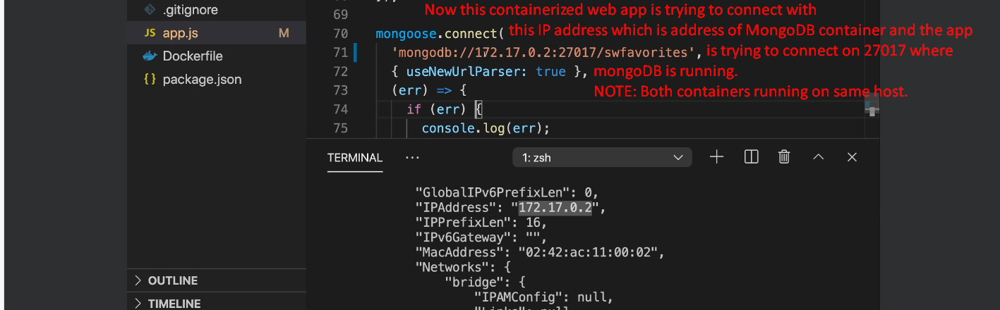 .gitignore
JS app.js M
Dockerfile
{} package.json
OUTLINE
TIMELINE
69
Now this containerized web app is trying to connect with
70 mongoose.connect( this IP address which is address of MongoDB container and the app
71 'mongodb://172.17.0.2:27017/swfavorites', is trying to connect on 27017 where
72 { useNewUrlParser: true }, mongoDB is running.
73 (err) => { NOTE: Both containers running on same host.
74 if (err) {
75 console.log(err);
TERMINAL ··· 1: zsh
"GlobalIPv6PrefixLen": 0,
"IPAddress": "172.17.0.2",
"IPPrefixLen": 16,
"IPv6Gateway": "",
"MacAddress": "02:42:ac:11:00:02",
"Networks": {
"bridge": {
"IPAMConfig": null,